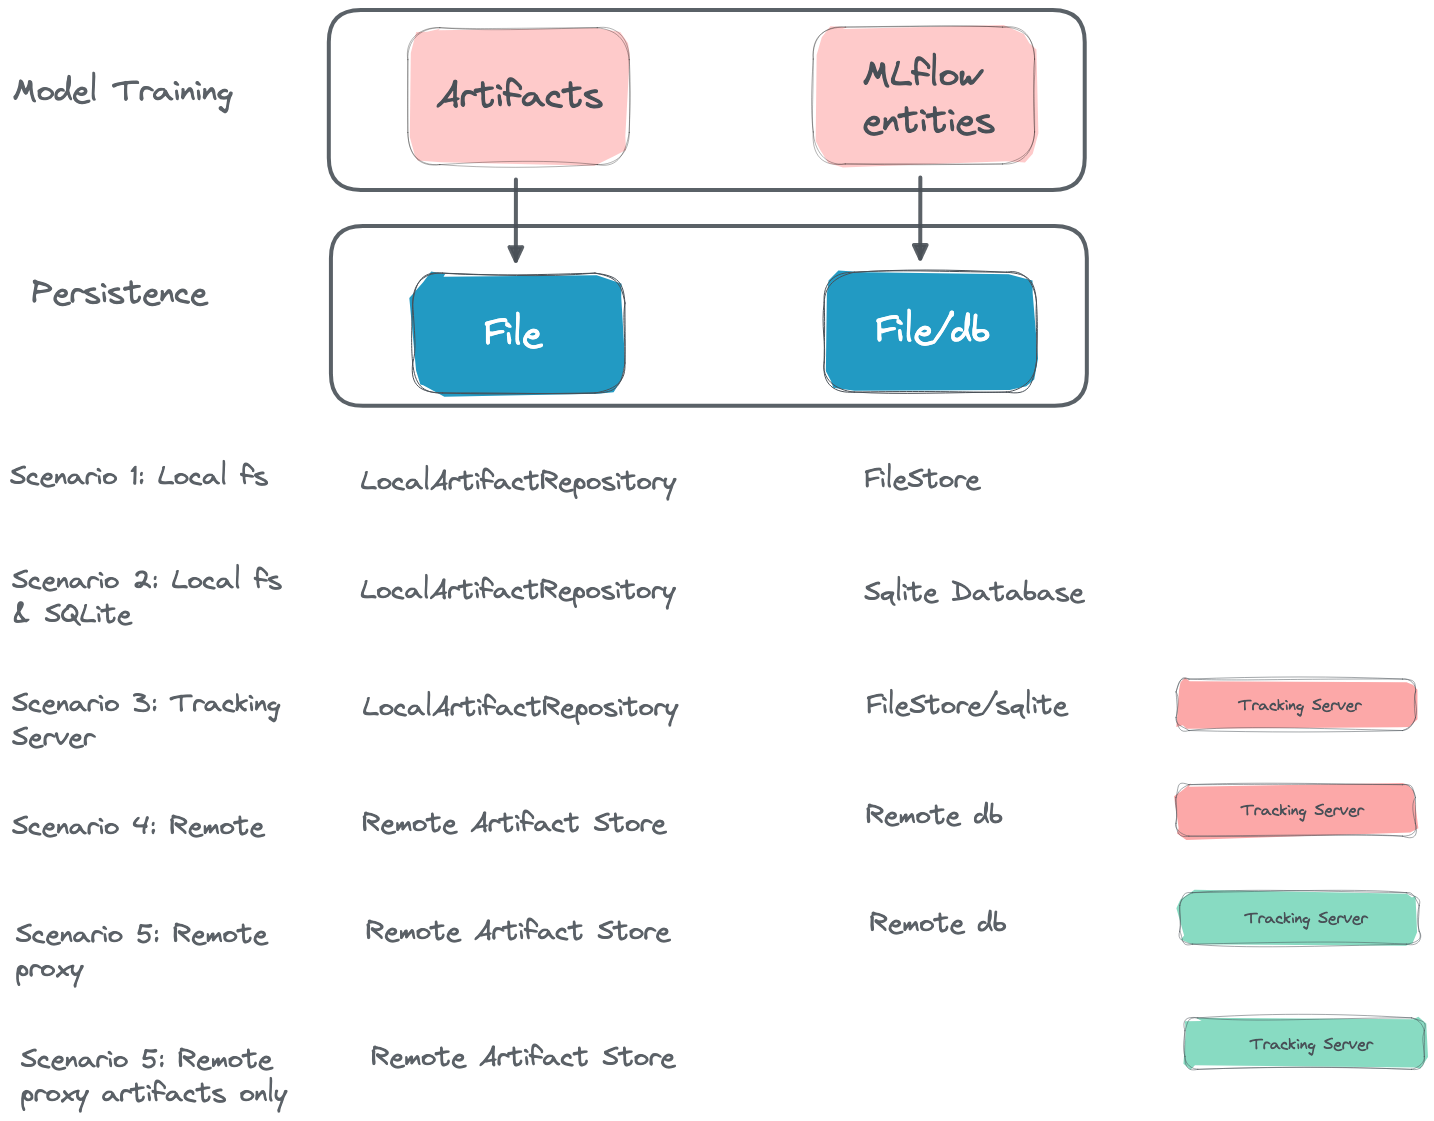 Model Training
Artifacts
MLflow
entities
Persistence
File
File/db
Scenario 1: Local fs
LocalArtifactRepository
FileStore
Scenario 2: Local fs
& SQLite
LocalArtifactRepository
Sqlite Database
Scenario 3: Tracking
Server
LocalArtifactRepository
FileStore/sqlite
Tracking Server
Scenario 4: Remote
Remote Artifact Store
Remote db
Tracking Server
Scenario 5: Remote
proxy
Remote Artifact Store
Remote db
Tracking Server
Scenario 5: Remote
proxy artifacts only
Remote Artifact Store
Tracking Server